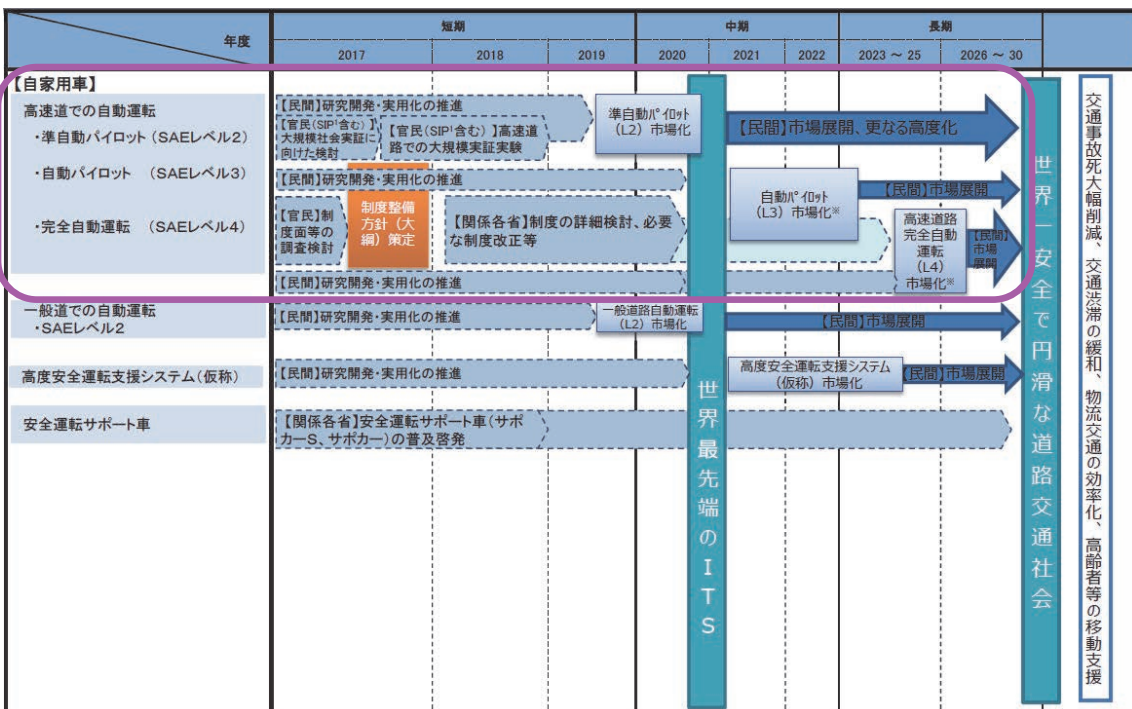 年度
短期
中期
長期
2017
2018
2019
2020
2021
2022
2023 ～ 25
2026 ～ 30
【自家用車】
高速道での自動運転
・準自動パイロット（SAEレベル2）
・自動パイロット （SAEレベル3）
・完全自動運転 （SAEレベル4）
【民間】研究開発・実用化の推進
【官民（SIP¹含む）】
大規模社会実証に
向けた検討
【官民（SIP¹含む）】高速道
路での大規模実証実験
準自動ﾊﾟｲﾛｯﾄ
（L2）市場化
【民間】市場展開、更なる高度化
【民間】研究開発・実用化の推進
自動ﾊﾟｲﾛｯﾄ
（L3）市場化※
【民間】市場展開
【官民】制
度面等の
調査検討
制度整備
方針（大
綱）策定
【関係各省】制度の詳細検討、必要
な制度改正等
高速道路
完全自動
運転
（L4）
市場化※
【民間】
市場
展開
【民間】研究開発・実用化の推進
一般道での自動運転
・SAEレベル2
【民間】研究開発・実用化の推進
一般道路自動運転
（L2）市場化
【民間】市場展開
高度安全運転支援システム（仮称）
【民間】研究開発・実用化の推進
高度安全運転支援システム
（仮称）市場化
【民間】市場展開
安全運転サポート車
【関係各省】安全運転サポート車（サポ
カーS、サポカー）の普及啓発
世界最先端のITS
世界一安全で円滑な道路交通社会
交通事故死大幅削減、交通渋滞の緩和、物流交通の効率化、高齢者等の移動支援